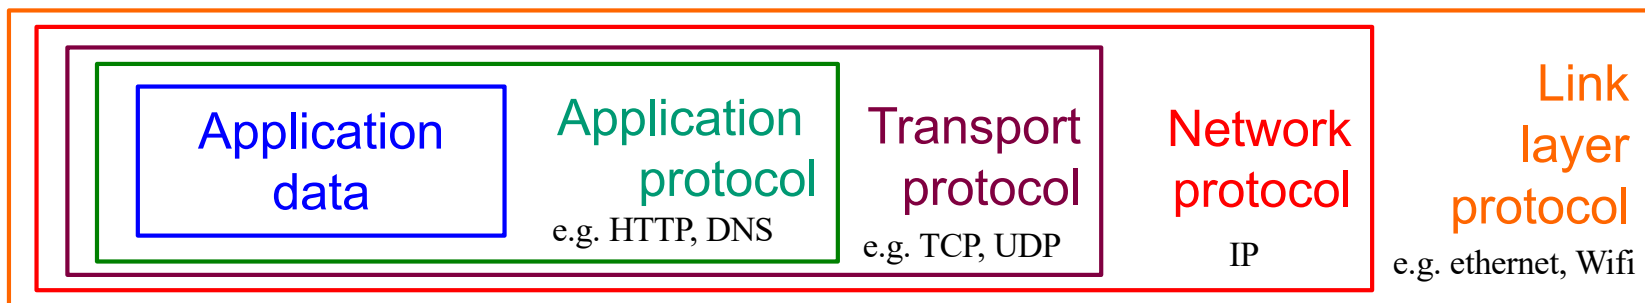 Application
data
Application
protocol
e.g. HTTP, DNS
Transport
protocol
e.g. TCP, UDP
Network
protocol
IP
Link
layer
protocol
e.g. ethernet, Wifi